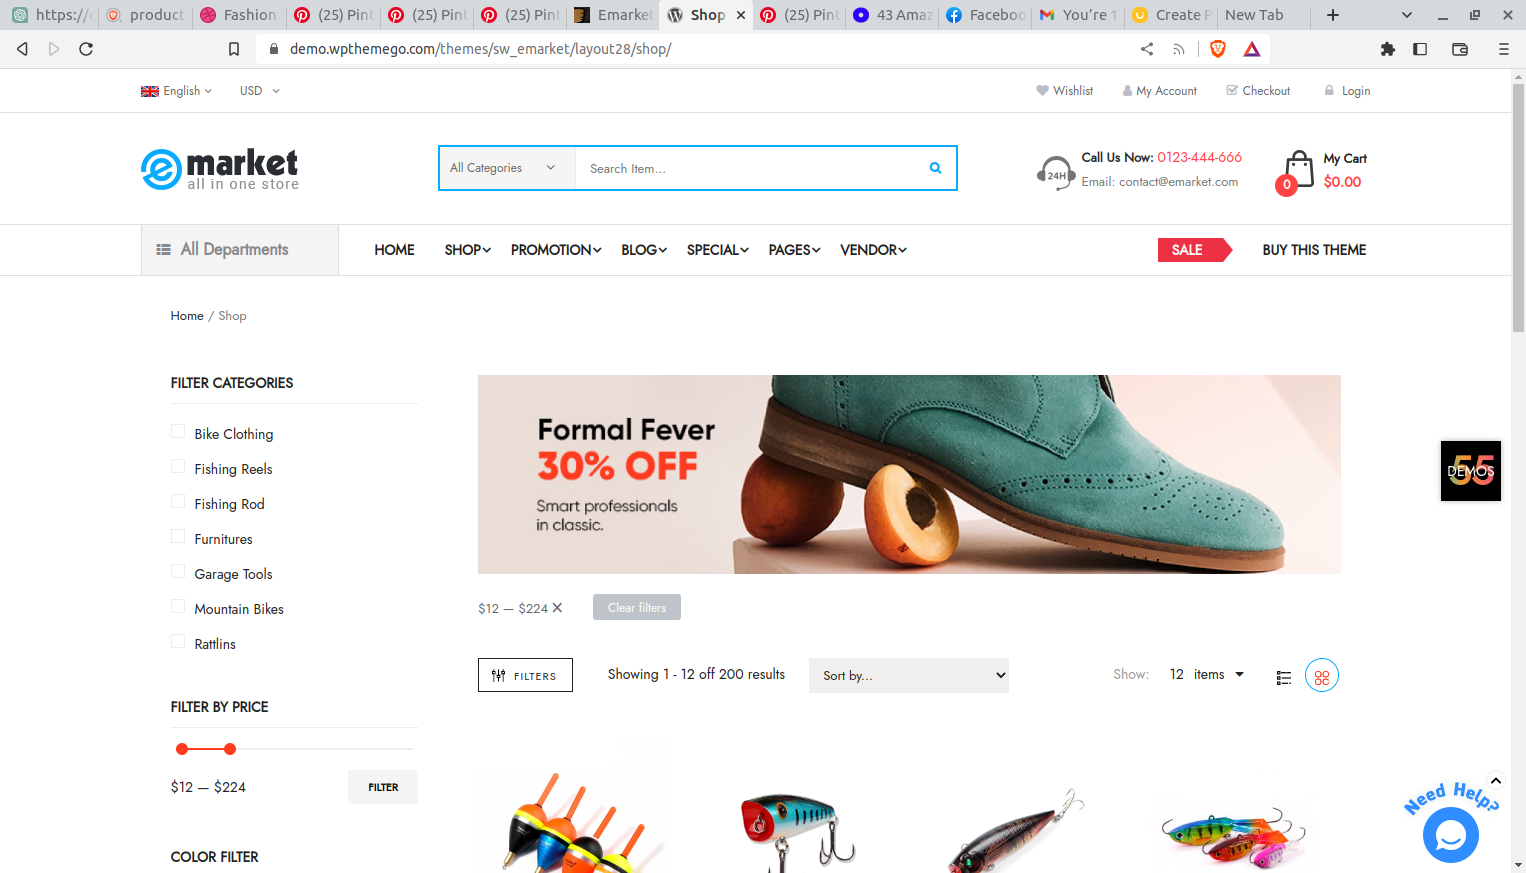 https://c
product
Fashion
(25) Pint
(25) Pint
(25) Pint
Emarket
Shop
(25) Pint
43 Amaz
Faceboo
You're 1
Create P
New Tab
demo.wpthemego.com/themes/sw_emarket/layout28/shop/
English
USD
Wishlist
My Account
Checkout
Login
emarket
all in one store
All Categories
Search Item...
24H
Call Us Now: 0123-444-666
Email: contact@emarket.com
0
My Cart
$0.00
All Departments
HOME
SHOP
PROMOTION
BLOG
SPECIAL
PAGES
VENDOR
SALE
BUY THIS THEME
Home / Shop
FILTER CATEGORIES
Bike Clothing
Fishing Reels
Fishing Rod
Furnitures
Garage Tools
Mountain Bikes
Rattlins
FILTER BY PRICE
$12 — $224
FILTER
COLOR FILTER
Formal Fever
30% OFF
Smart professionals
in classic.
55
DEMOS
$12 — $224
Clear filters
FILTERS
Showing 1 - 12 off 200 results
Sort by...
Show:
12 items
Need Help?